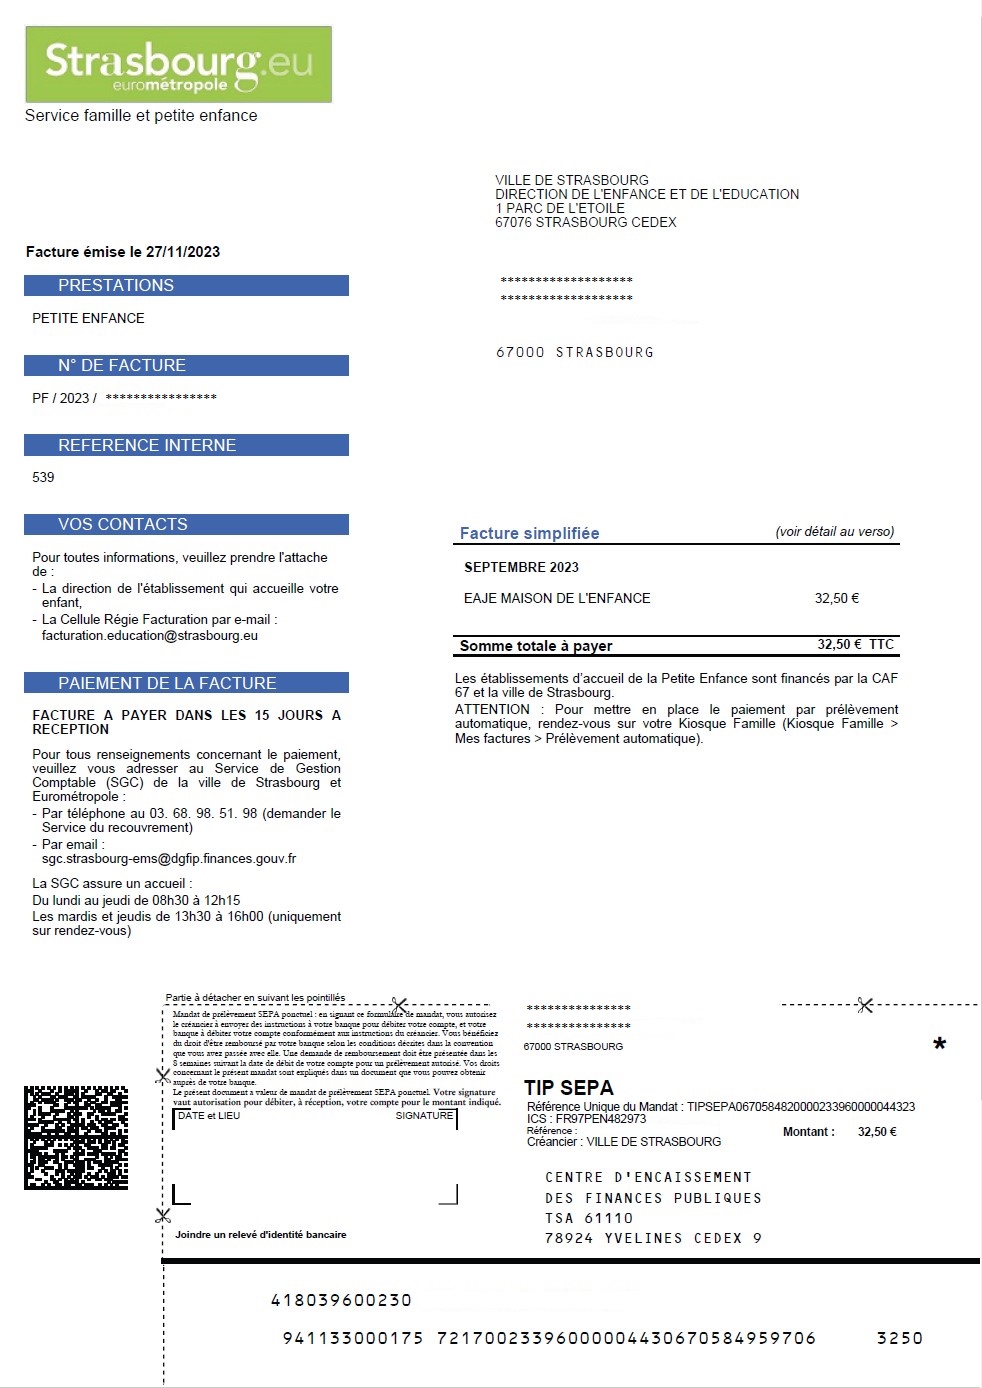 Strasbourg.eu
eurométropole
Service famille et petite enfance
VILLE DE STRASBOURG
DIRECTION DE L'ENFANCE ET DE L'EDUCATION
1 PARC DE L'ETOILE
67076 STRASBOURG CEDEX
Facture émise le 27/11/2023
*******************
*******************
67000 STRASBOURG
PRESTATIONS
PETITE ENFANCE
N° DE FACTURE
PF / 2023 / ****************
REFERENCE INTERNE
539
VOS CONTACTS
Pour toutes informations, veuillez prendre l'attache
de :
- La direction de l'établissement qui accueille votre
enfant,
- La Cellule Régie Facturation par e-mail :
facturation.education@strasbourg.eu
PAIEMENT DE LA FACTURE
FACTURE A PAYER DANS LES 15 JOURS A
RECEPTION
Pour tous renseignements concernant le paiement,
veuillez vous adresser au Service de Gestion
Comptable (SGC) de la ville de Strasbourg et
Eurométropole :
- Par téléphone au 03. 68. 98. 51. 98 (demander le
Service du recouvrement)
- Par email :
sgc.strasbourg-ems@dgfip.finances.gouv.fr
La SGC assure un accueil :
Du lundi au jeudi de 08h30 à 12h15
Les mardis et jeudis de 13h30 à 16h00 (uniquement
sur rendez-vous)
Facture simplifiée (voir détail au verso)
SEPTEMBRE 2023
EAJE MAISON DE L'ENFANCE 32,50 €
Somme totale à payer 32,50 € TTC
Les établissements d'accueil de la Petite Enfance sont financés par la CAF
67 et la ville de Strasbourg.
ATTENTION : Pour mettre en place le paiement par prélèvement
automatique, rendez-vous sur votre Kiosque Famille (Kiosque Famille >
Mes factures > Prélèvement automatique).
Partie à détacher en suivant les pointillés
Mandat de prélèvement SEPA ponctuel : en signant ce formulaire de mandat, vous autorisez
le créancier à envoyer des instructions à votre banque pour débiter votre compte, et votre
banque à débiter votre compte conformément aux instructions du créancier. Vous bénéficiez
du droit d'être remboursé par votre banque selon les conditions décrites dans la convention
que vous avez passée avec elle. Une demande de remboursement doit être présentée dans les
8 semaines suivant la date de débit de votre compte pour un prélèvement autorisé. Vos droits
concernant le présent mandat sont expliqués dans un document que vous pouvez obtenir
auprès de votre banque.
Le présent document a valeur de mandat de prélèvement SEPA ponctuel. Votre signature
vaut autorisation pour débiter, à réception, votre compte pour le montant indiqué.
DATE et LIEU SIGNATURE
Joindre un relevé d'identité bancaire
***************
***************
67000 STRASBOURG
*
TIP SEPA
Référence Unique du Mandat : TIPSEPA0670584820000233960000044323
ICS : FR97PEN482973
Référence :
Créancier : VILLE DE STRASBOURG
Montant : 32,50 €
CENTRE D'ENCAISSEMENT
DES FINANCES PUBLIQUES
TSA 61110
78924 YVELINES CEDEX 9
418039600230
941133000175 72170023396000004430670584959706 3250